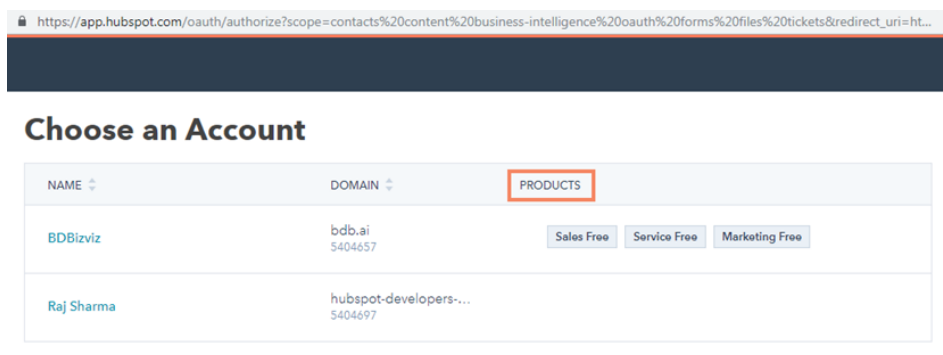 https://app.hubspot.com/oauth/authorize?scope=contacts%20content%20business-intelligence%20oauth%20forms%20files%20tickets&redirect_uri=ht...
Choose an Account
NAME DOMAIN PRODUCTS
BDBizviz bdb.ai Sales Free Service Free Marketing Free
5404657
Raj Sharma hubspot-developers-...
5404697